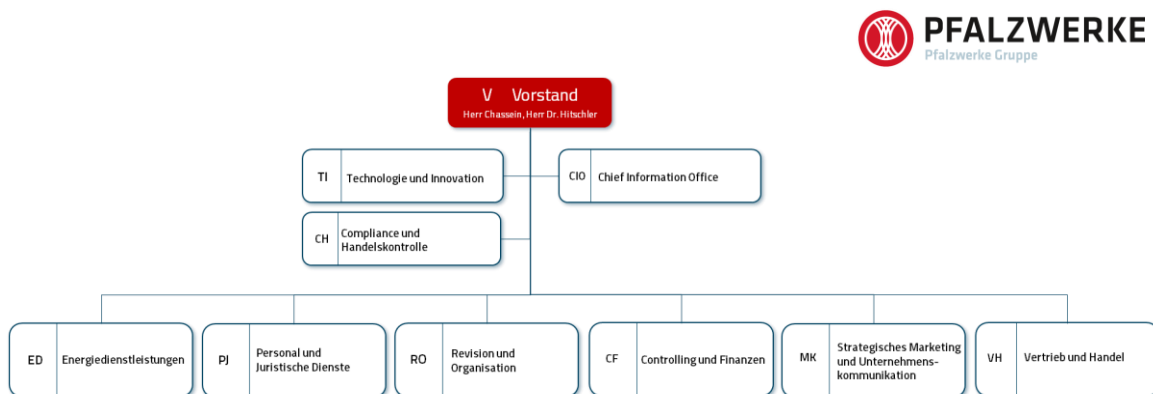 PFALZWERKE
Pfalzwerke Gruppe
V Vorstand
Herr Chassein, Herr Dr. Hitschler
TI Technologie und Innovation
CIO Chief Information Office
CH Compliance und
Handelskontrolle
ED Energiedienstleistungen
PJ Personal und
Juristische Dienste
RO Revision und
Organisation
CF Controlling und Finanzen
MK Strategisches Marketing
und Unternehmens-
kommunikation
VH Vertrieb und Handel